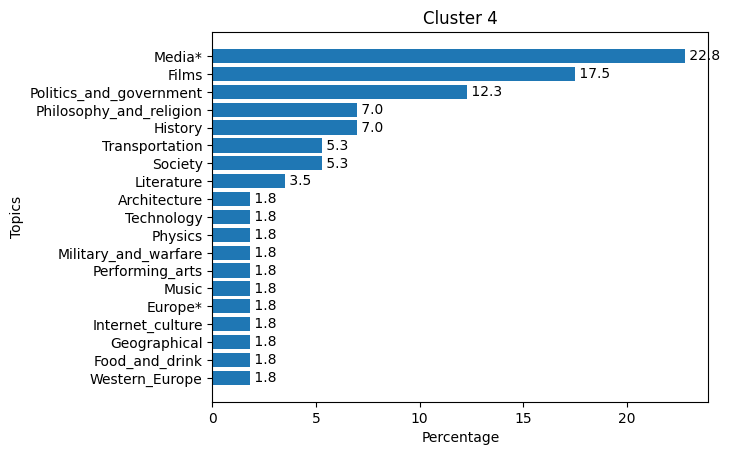 Cluster 4
Media* 22.8
Films 17.5
Politics_and_government 12.3
Philosophy_and_religion 7.0
History 7.0
Transportation 5.3
Society 5.3
Literature 3.5
Architecture 1.8
Technology 1.8
Physics 1.8
Military_and_warfare 1.8
Performing_arts 1.8
Music 1.8
Europe* 1.8
Internet_culture 1.8
Geographical 1.8
Food_and_drink 1.8
Western_Europe 1.8
Topics
0 5 10 15 20
Percentage